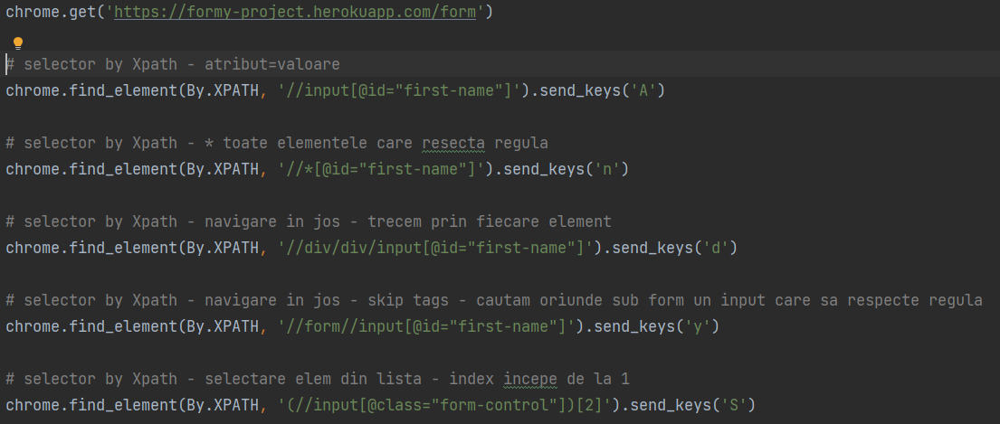 chrome.get('https://formy-project.herokuapp.com/form')
# selector by Xpath - atribut=valoare
chrome.find_element(By.XPATH, '//input[@id="first-name"]').send_keys('A')
# selector by Xpath - * toate elementele care resecta regula
chrome.find_element(By.XPATH, '//*[@id="first-name"]').send_keys('n')
# selector by Xpath - navigare in jos - trecem prin fiecare element
chrome.find_element(By.XPATH, '//div/div/input[@id="first-name"]').send_keys('d')
# selector by Xpath - navigare in jos - skip tags - cautam oriunde sub form un input care sa respecte regula
chrome.find_element(By.XPATH, '//form//input[@id="first-name"]').send_keys('y')
# selector by Xpath - selectare elem din lista - index incepe de la 1
chrome.find_element(By.XPATH, '(//input[@class="form-control"])[2]').send_keys('S')